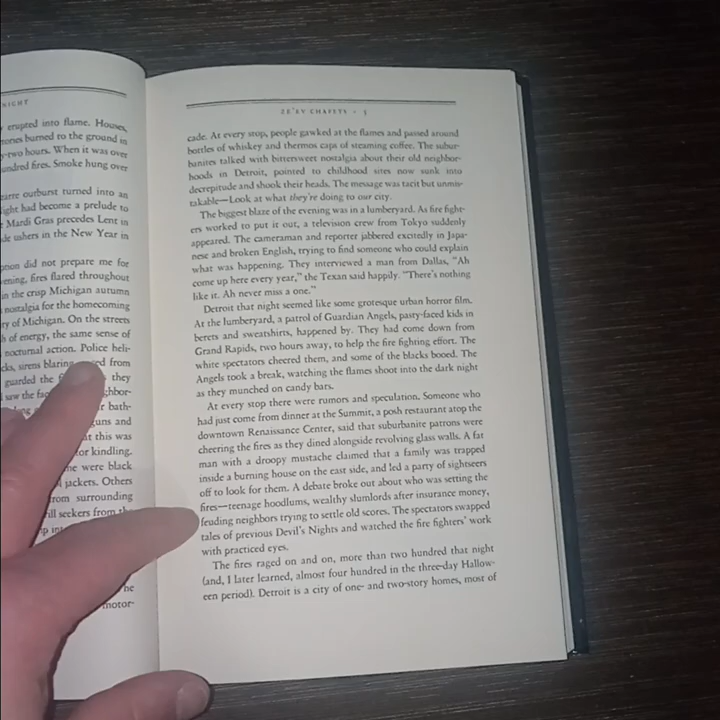 NIGHT
erupted into flame. Houses,
burned to the ground in
hours. When it was over
fires. Smoke hung over
outburst turned into an
had become a prelude to
Mardi Gras precedes Lent in
ushers in the New Year in
did not prepare me for
fires flared throughout
in the crisp Michigan autumn
nostalgia for the homecoming
of Michigan. On the streets
of energy, the same sense of
nocturnal action. Police heli-
sirens blaring from
guarded the they
saw the
bath-
guns and
this was
kindling.
were black
jackets. Others
from surrounding
seekers from
motor-
ZE'EV CHAFETS • 5
cade. At every stop, people gawked at the flames and passed around
bottles of whiskey and thermos caps of steaming coffee. The subur-
banites talked with bittersweet nostalgia about their old neighbor-
hoods in Detroit, pointed to childhood sites now sunk into
decrepitude and shook their heads. The message was tacit but unmis-
takable—Look at what they're doing to our city.
The biggest blaze of the evening was in a lumberyard. As fire fight-
ers worked to put it out, a television crew from Tokyo suddenly
appeared. The cameraman and reporter jabbered excitedly in Japa-
nese and broken English, trying to find someone who could explain
what was happening. They interviewed a man from Dallas, "Ah
come up here every year," the Texan said happily. "There's nothing
like it. Ah never miss a one."
Detroit that night seemed like some grotesque urban horror film.
At the lumberyard, a patrol of Guardian Angels, pasty-faced kids in
berets and sweatshirts, happened by. They had come down from
Grand Rapids, two hours away, to help the fire fighting effort. The
white spectators cheered them, and some of the blacks booed. The
Angels took a break, watching the flames shoot into the dark night
as they munched on candy bars.
At every stop there were rumors and speculation. Someone who
had just come from dinner at the Summit, a posh restaurant atop the
downtown Renaissance Center, said that suburbanite patrons were
cheering the fires as they dined alongside revolving glass walls. A fat
man with a droopy mustache claimed that a family was trapped
inside a burning house on the east side, and led a party of sightseers
off to look for them. A debate broke out about who was setting the
fires—teenage hoodlums, wealthy slumlords after insurance money,
feuding neighbors trying to settle old scores. The spectators swapped
tales of previous Devil's Nights and watched the fire fighters' work
with practiced eyes.
The fires raged on and on, more than two hundred that night
(and, I later learned, almost four hundred in the three-day Hallow-
een period). Detroit is a city of one- and two-story homes, most of